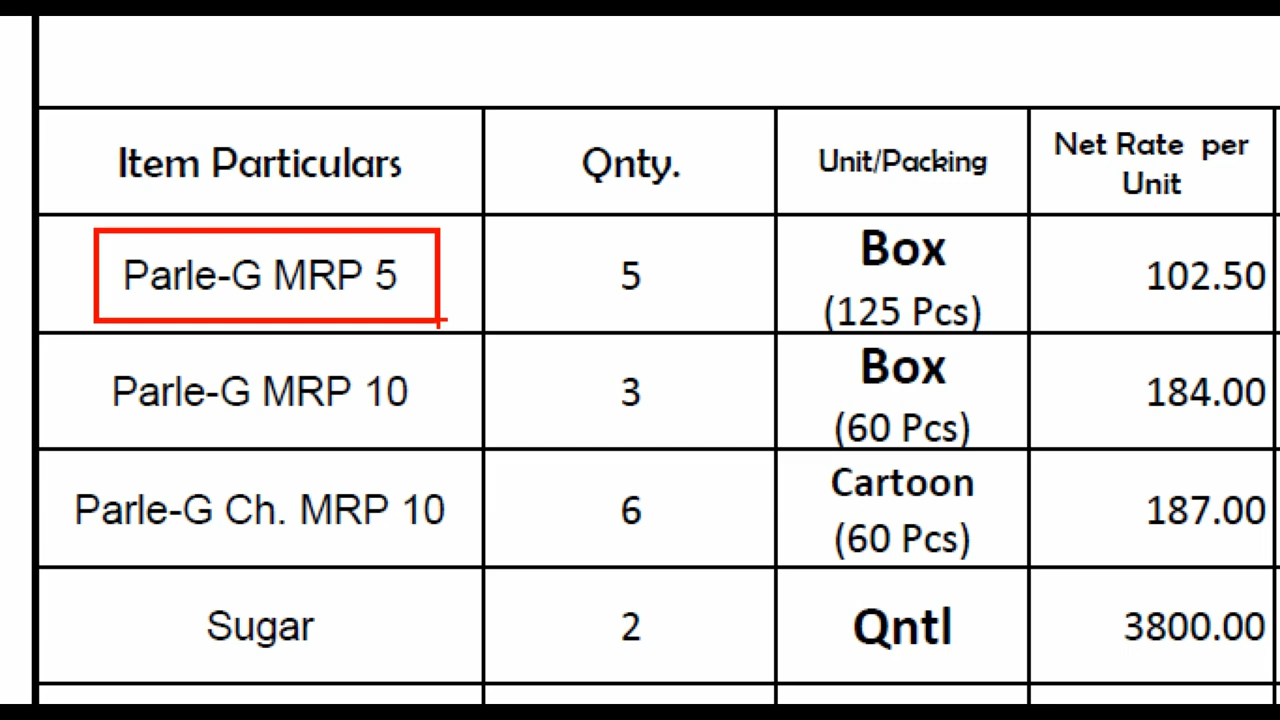 Item Particulars Qnty. Unit/Packing Net Rate per Unit
Parle-G MRP 5 5 Box (125 Pcs) 102.50
Parle-G MRP 10 3 Box (60 Pcs) 184.00
Parle-G Ch. MRP 10 6 Cartoon (60 Pcs) 187.00
Sugar 2 Qntl 3800.00